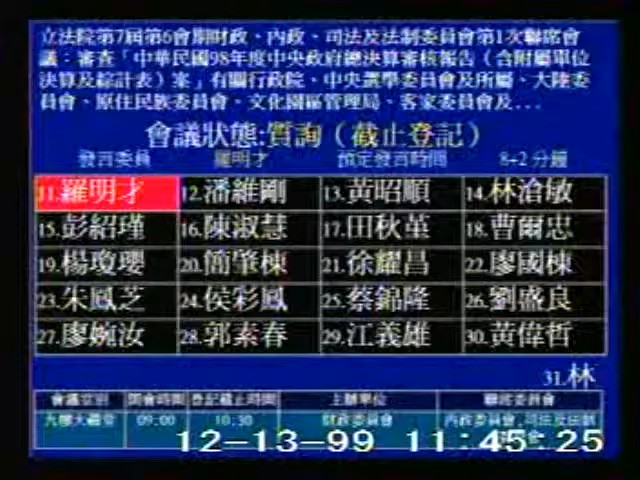 立法院第7屆第6會期財政、內政、司法及法制委員會第1次聯席會
議：審查「中華民國98年度中央政府總決算審核報告（含附屬單位
決算及綜計表）案」有關行政院、中央選舉委員會及所屬、大陸委
員會、原住民族委員會、文化園區管理局、客家委員會及...
會議狀態:質詢（截止登記）
發言委員 羅明才 預定發言時間 8+2 分鐘
11.羅明才 12.潘維剛 13.黃昭順 14.林滄敏
15.彭紹瑾 16.陳淑慧 17.田秋堇 18.曹爾忠
19.楊瓊瓔 20.簡肇棟 21.徐耀昌 22.廖國棟
23.朱鳳芝 24.侯彩鳳 25.蔡錦隆 26.劉盛良
27.廖婉汝 28.郭素春 29.江義雄 30.黃偉哲
31.林
會議室別 開會時間 登記截止時間 主辦單位 聯席委員會
九樓大禮堂 09:00 10:30 財政委員會 內政委員會,司法及法制
12-13-99 11:45:25